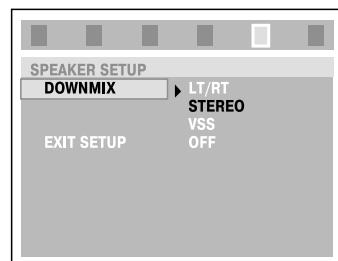 SPEAKER SETUP
DOWNMIX LT/RT
STEREO
VSS
EXIT SETUP OFF